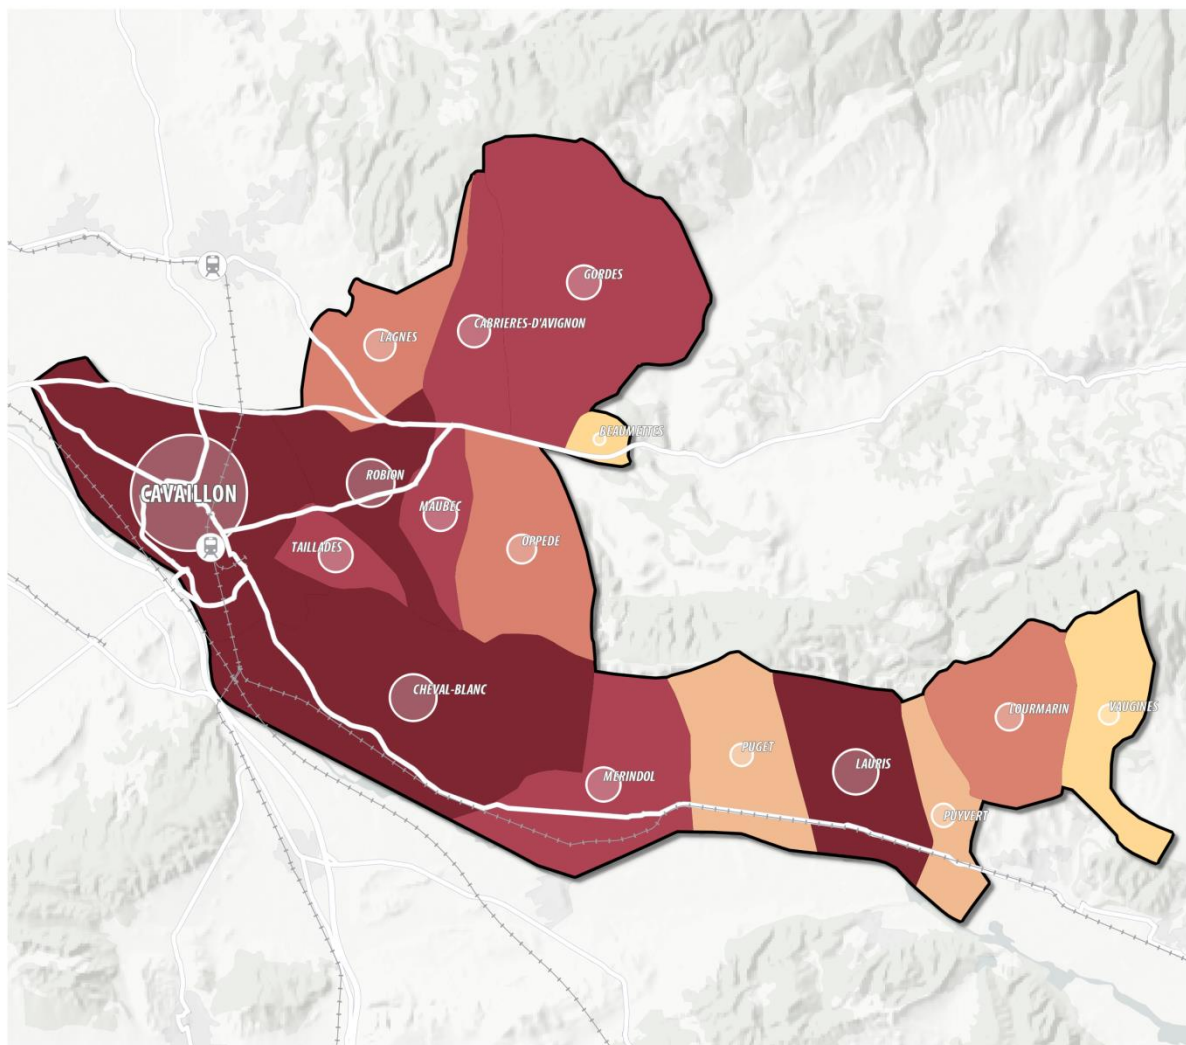 GORDES
CABRIERES-D'AVIGNON
LAGNES
BEAUMETTES
ROBION
CAVAILLON
MAUBEC
TAILLADES
OPPEDE
CHEVAL-BLANC
VAUGINES
LOURMARIN
PUGET
LAURIS
MERINDOL
PUYVERT